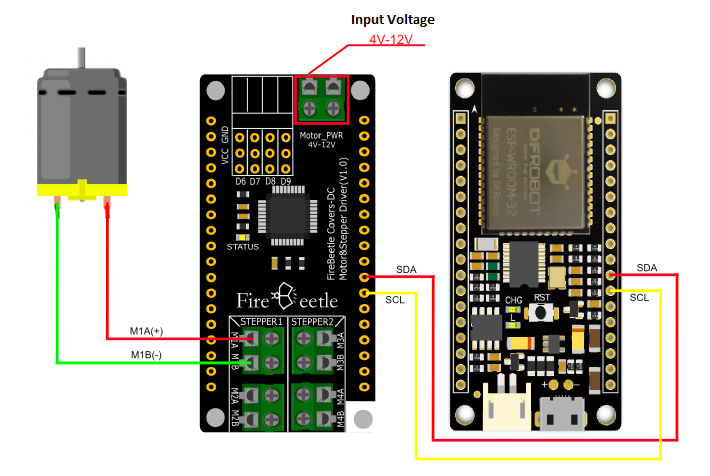 Input Voltage
4V-12V
Motor_PWR
4V-12V
VCC GND
D6 D7 D8 D9
STATUS
FireBeetle Covers-DC
Motor&Stepper Driver(V1.0)
Fire Beetle
STEPPER1 STEPPER2
M1A
M1B
M2A
M2B
M3A
M3B
M4A
M4B
M1A(+)
M1B(-)
SDA
SCL
A
DFROBOT
ESP-WROOM-32
CHG
L
RST
+ -
SDA
SCL